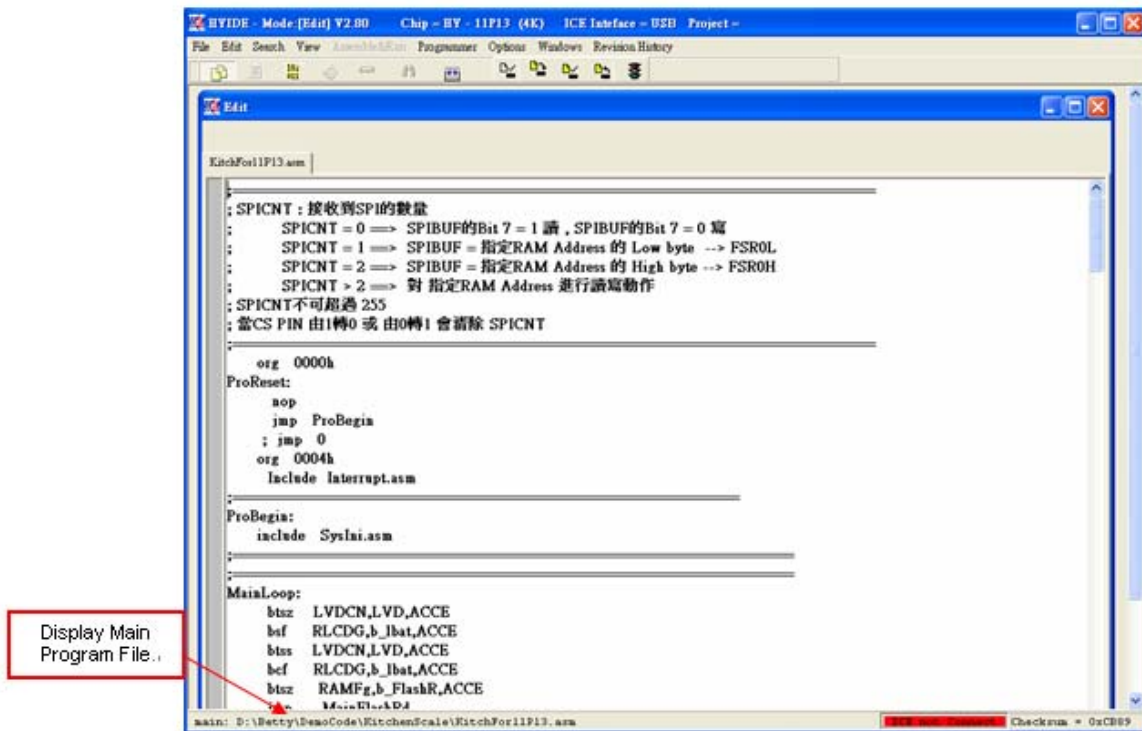 HYIDE - Mode:[Edit] V2.80 Chip = HY - 11P13 (4K) ICE Inteface = USB Project =
File Edit Search View Assemble&Run Programmer Options Windows Revision History
Edit
KitchFor11P13.asm
; SPICNT : 接收到SPI的數量
; SPICNT = 0 ==> SPIBUF的Bit 7 = 1 讀 , SPIBUF的Bit 7 = 0 寫
; SPICNT = 1 ==> SPIBUF = 指定RAM Address 的 Low byte --> FSR0L
; SPICNT = 2 ==> SPIBUF = 指定RAM Address 的 High byte --> FSR0H
; SPICNT > 2 ==> 對 指定RAM Address 進行讀寫動作
; SPICNT不可超過 255
; 當CS PIN 由1轉0 或 由0轉1 會清除 SPICNT
org 0000h
ProReset:
nop
jmp ProBegin
; jmp 0
org 0004h
Include Interrupt.asm
ProBegin:
include SysIni.asm
MainLoop:
btsz LVDCN,LVD,ACCE
bsf RLCDG,b_lbat,ACCE
btss LVDCN,LVD,ACCE
bcf RLCDG,b_lbat,ACCE
btsz RAMFg,b_FlashR,ACCE
MainFlashRd
Display Main
Program File.
main: D:\Betty\DemoCode\KitchenScale\KitchFor11P13.asm ICE not Connect Checksum = 0xCB89